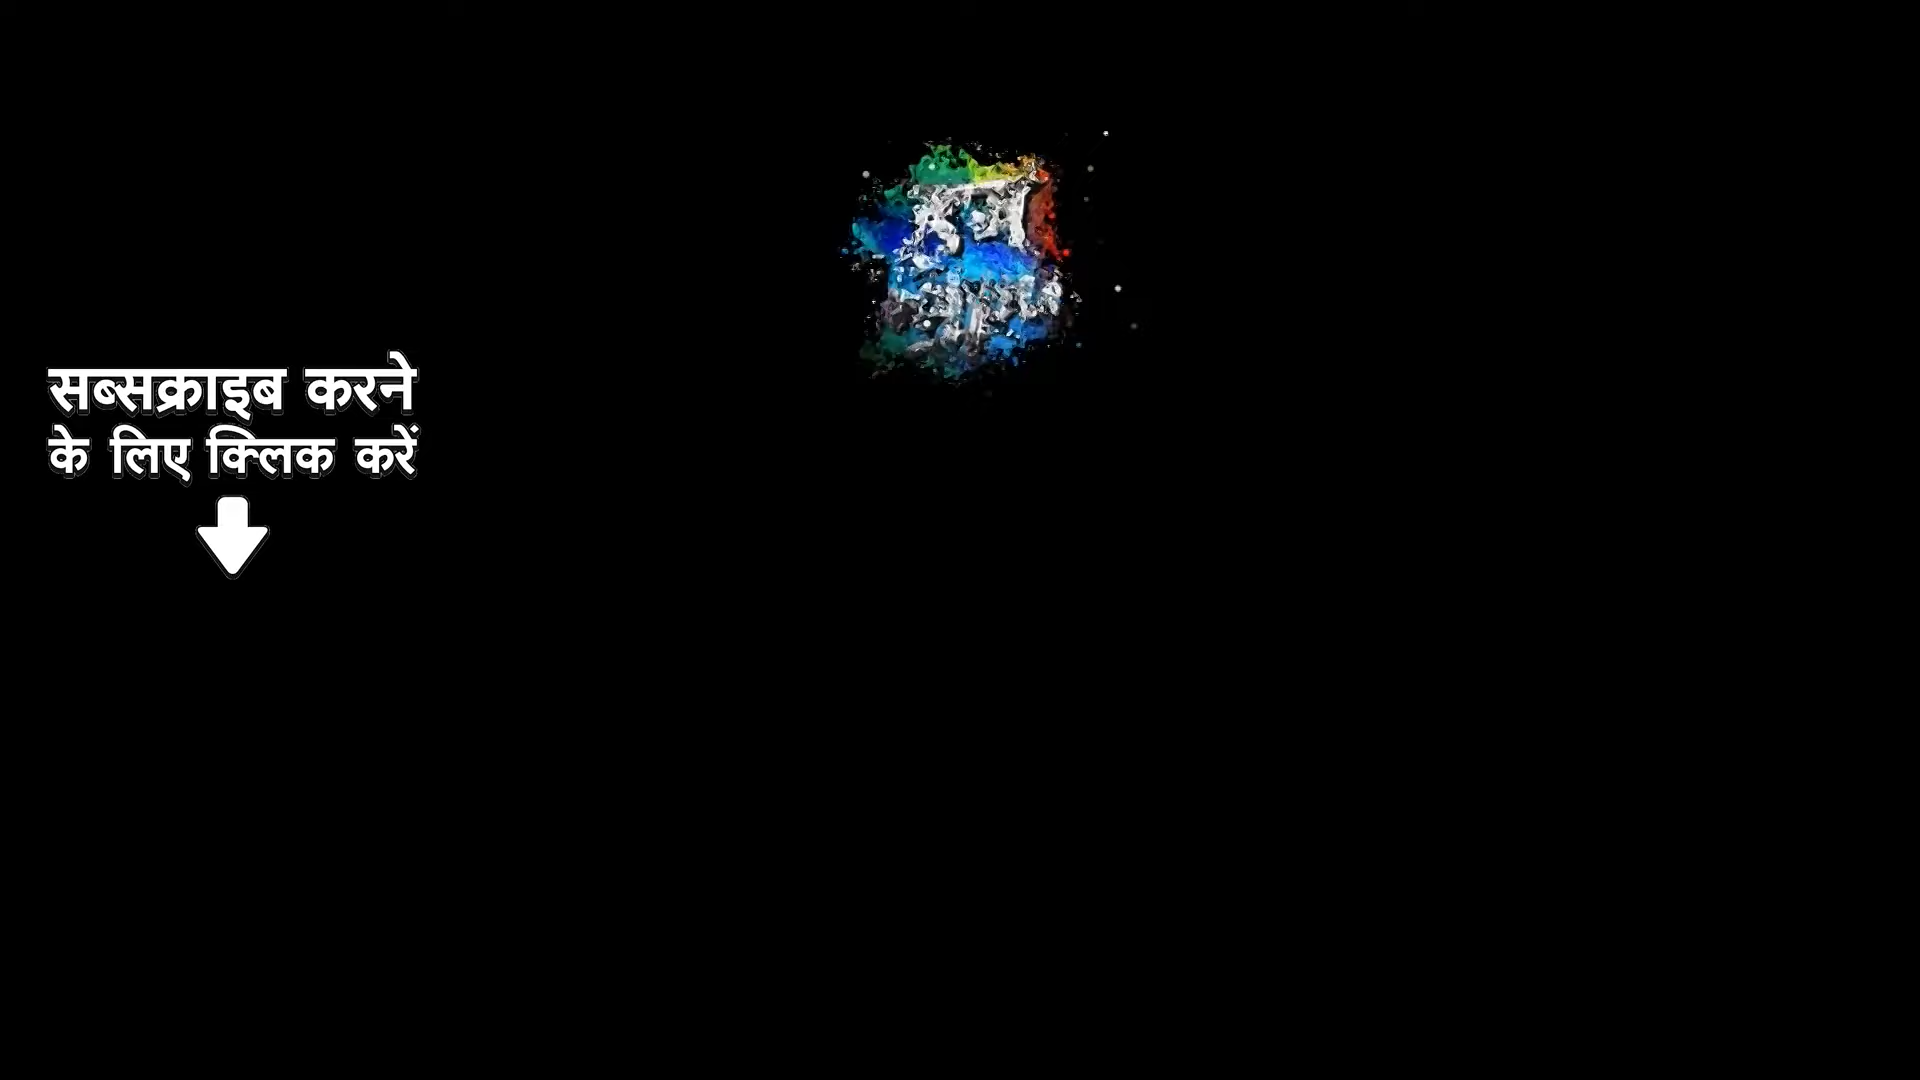 सब्सक्राइब करने
के लिए क्लिक करें